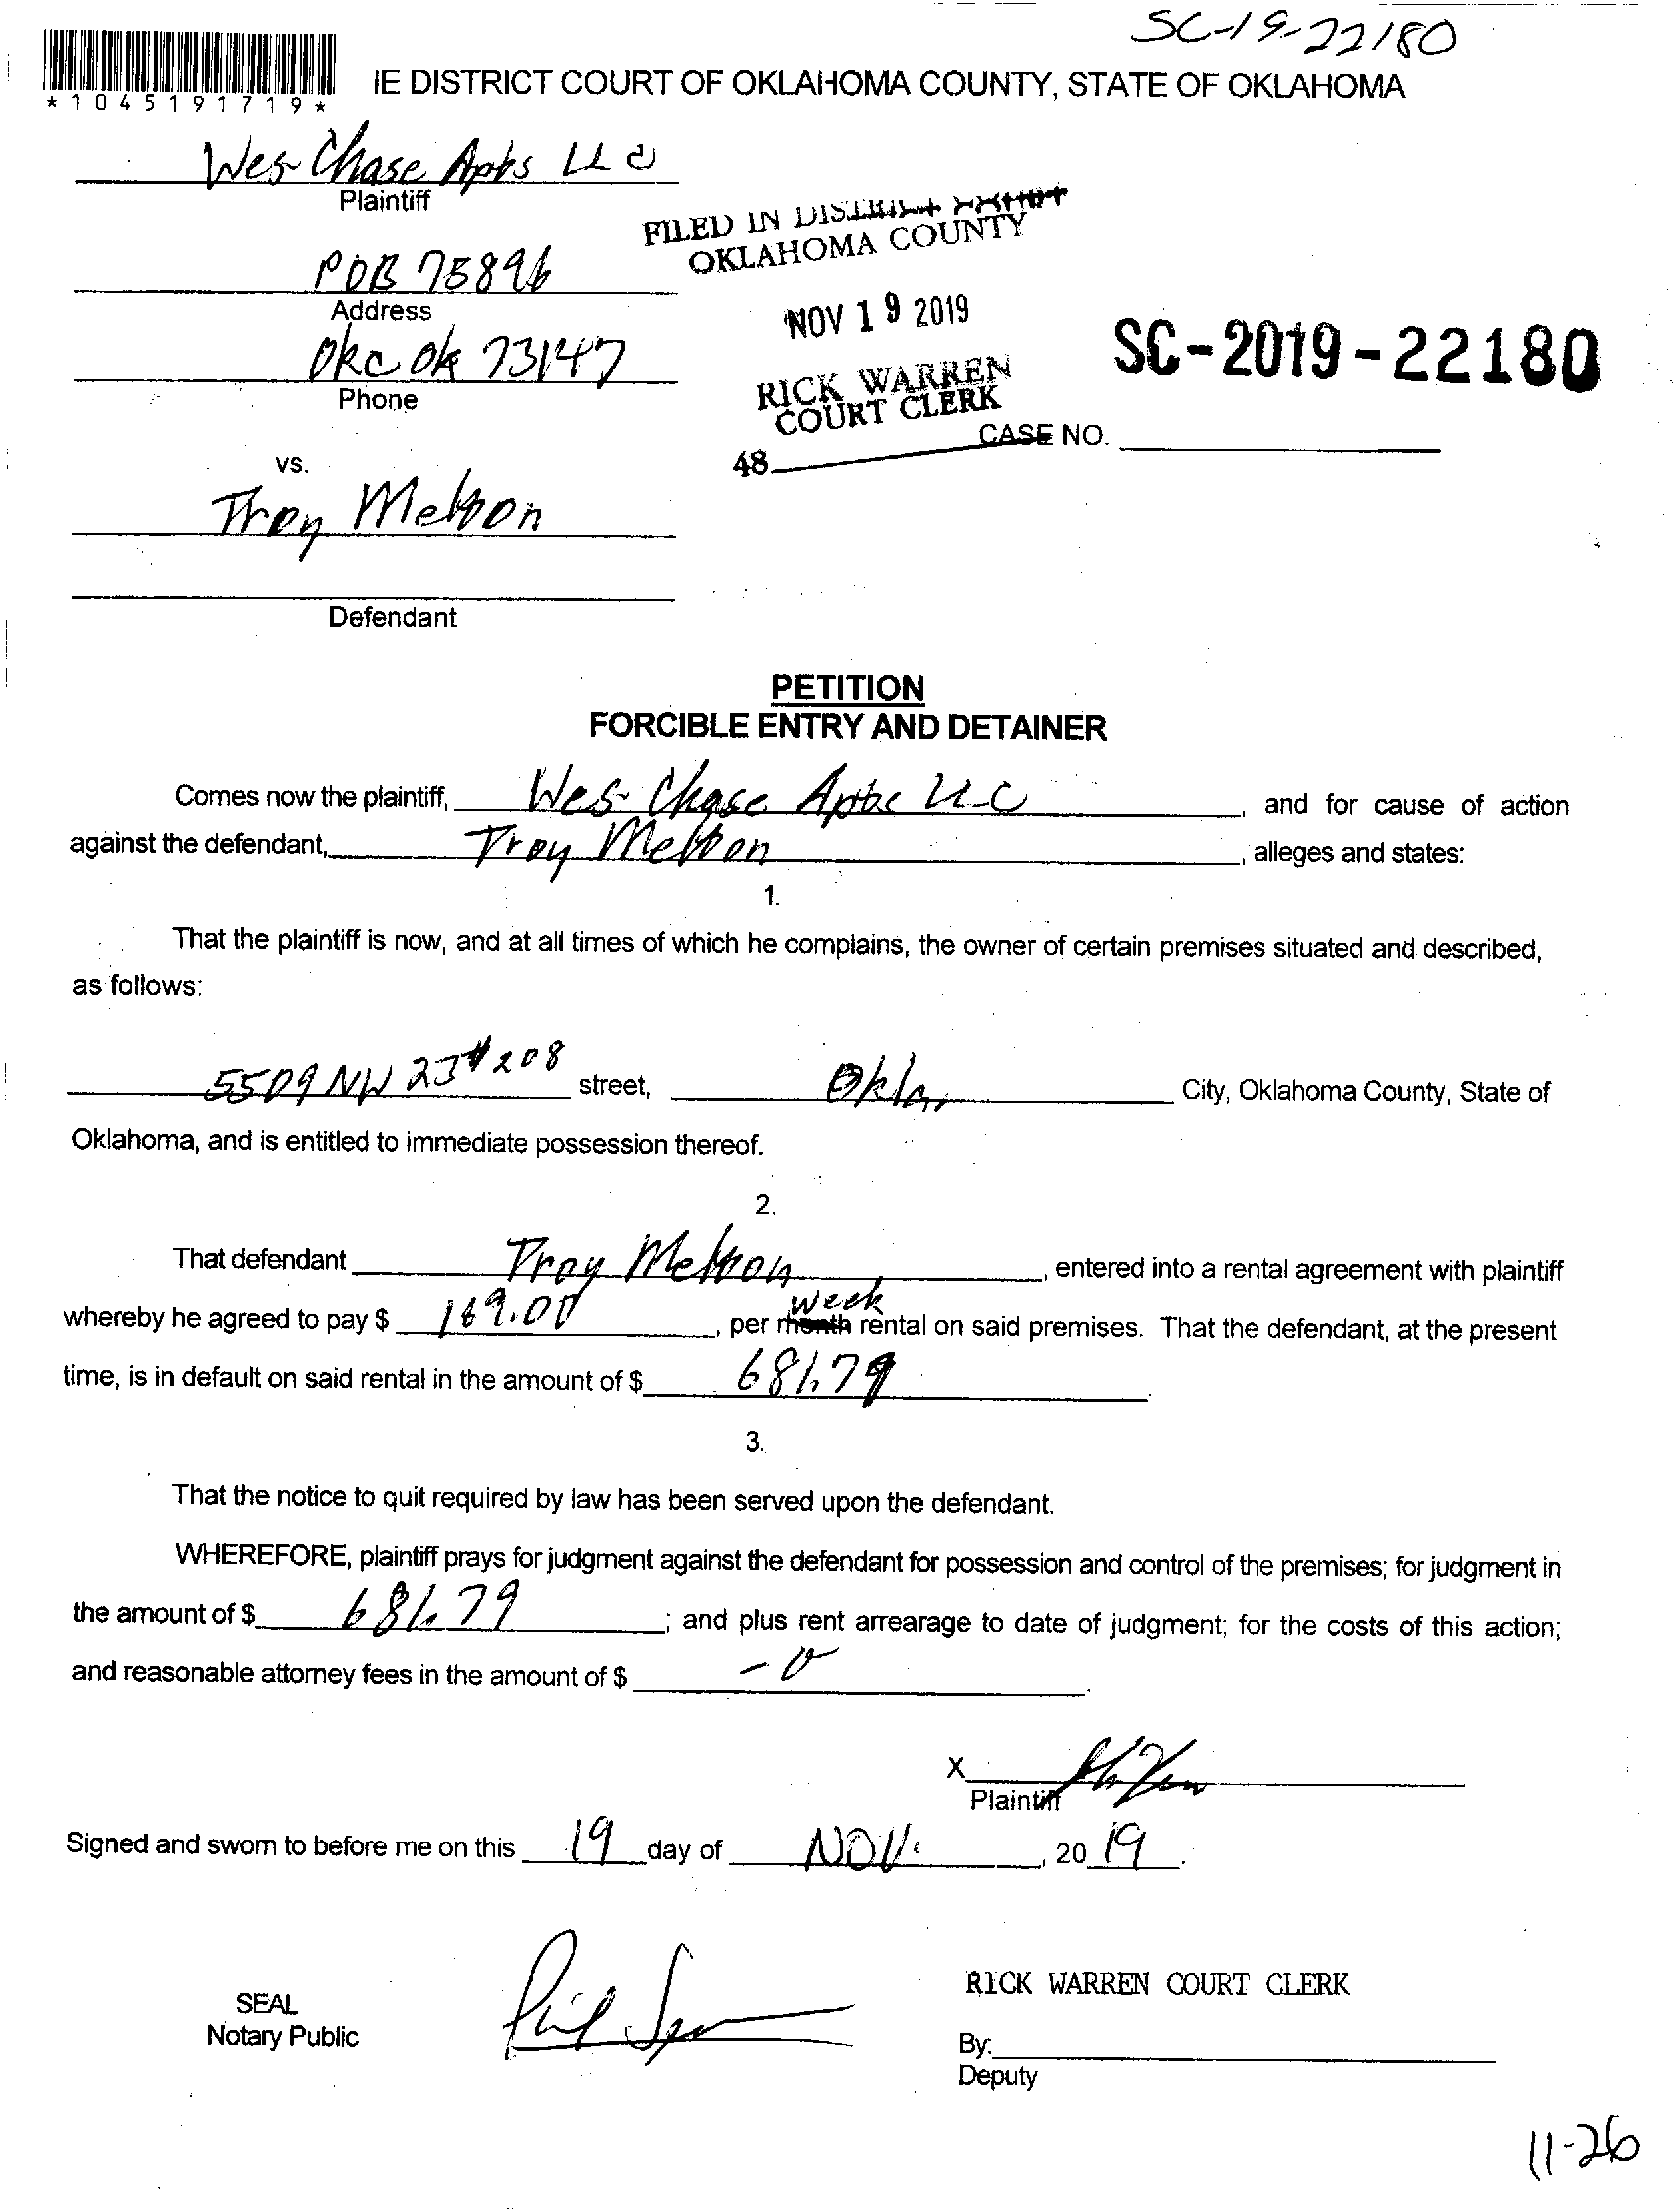 SC-19-22180
*1045191719*
IE DISTRICT COURT OF OKLAHOMA COUNTY, STATE OF OKLAHOMA
Wes Chase Apts LLC
Plaintiff
FILED IN DISTRICT COURT
OKLAHOMA COUNTY
POB 75896
Address
NOV 19 2019
OKC OK 73147
Phone
SC-2019-22180
RICK WARREN
COURT CLERK
CASE NO.
48
vs.
Troy Melton
Defendant
PETITION
FORCIBLE ENTRY AND DETAINER
Comes now the plaintiff, Wes Chase Apts LLC, and for cause of action
against the defendant, Troy Melton, alleges and states:
1.
That the plaintiff is now, and at all times of which he complains, the owner of certain premises situated and described,
as follows:
5509 NW 23 #208 street, Okla, City, Oklahoma County, State of
Oklahoma, and is entitled to immediate possession thereof.
2.
That defendant Troy Melton, entered into a rental agreement with plaintiff
week
whereby he agreed to pay $ 169.00, per month rental on said premises. That the defendant, at the present
time, is in default on said rental in the amount of $ 681.79.
3.
That the notice to quit required by law has been served upon the defendant.
WHEREFORE, plaintiff prays for judgment against the defendant for possession and control of the premises; for judgment in
the amount of $ 681.79; and plus rent arrearage to date of judgment; for the costs of this action;
and reasonable attorney fees in the amount of $ -0.
X
Plaintiff
Signed and sworn to before me on this 19 day of NOV., 20 19.
RICK WARREN COURT CLERK
SEAL
Notary Public
By:
Deputy
11-26